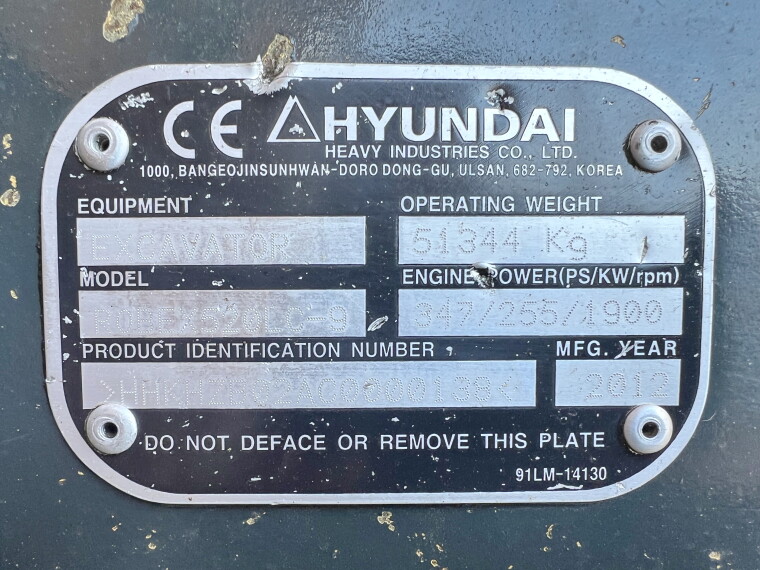 CE HYUNDAI
HEAVY INDUSTRIES CO., LTD.
1000, BANGEOJINSUNHWAN-DORO DONG-GU, ULSAN, 682-792, KOREA
EQUIPMENT OPERATING WEIGHT
EXCAVATOR 51344 Kg
MODEL ENGINE POWER(PS/KW/rpm)
347/255/1900
PRODUCT IDENTIFICATION NUMBER MFG. YEAR
2012
DO NOT DEFACE OR REMOVE THIS PLATE
91LM-14130